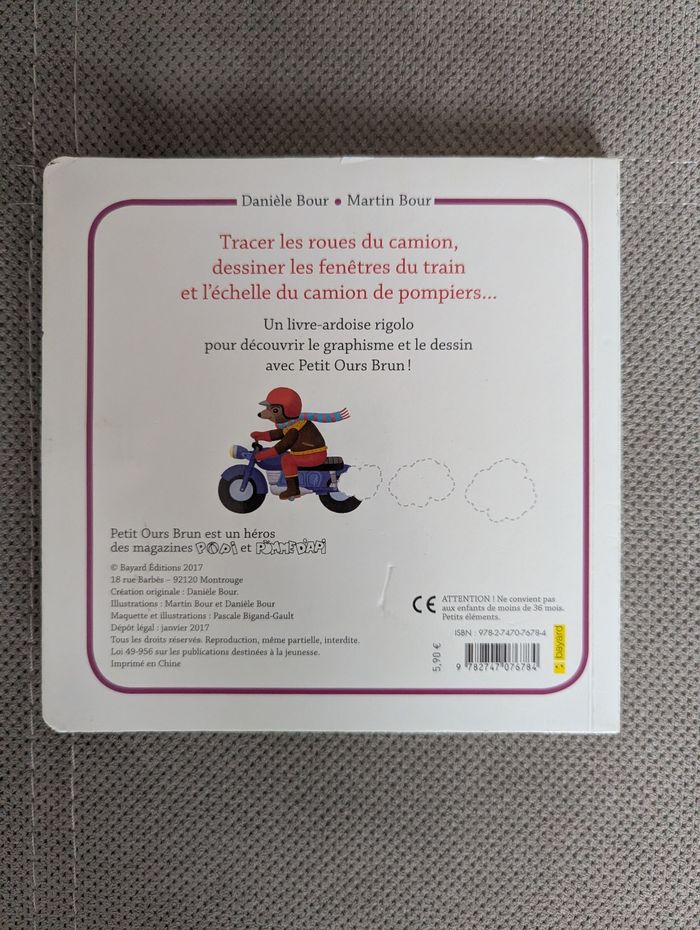 Danièle Bour • Martin Bour
Tracer les roues du camion,
dessiner les fenêtres du train
et l'échelle du camion de pompiers...
Un livre-ardoise rigolo
pour découvrir le graphisme et le dessin
avec Petit Ours Brun !
Petit Ours Brun est un héros
des magazines POPI et POMME D'API
© Bayard Éditions 2017
18 rue Barbès – 92120 Montrouge
Création originale : Danièle Bour.
Illustrations : Martin Bour et Danièle Bour
Maquette et illustrations : Pascale Bigand-Gault
Dépôt légal : janvier 2017
Tous les droits réservés. Reproduction, même partielle, interdite.
Loi 49-956 sur les publications destinées à la jeunesse.
Imprimé en Chine
CE ATTENTION ! Ne convient pas
aux enfants de moins de 36 mois.
Petits éléments.
ISBN : 978-2-7470-7678-4
5,90 €
9 782747 076784
bayard